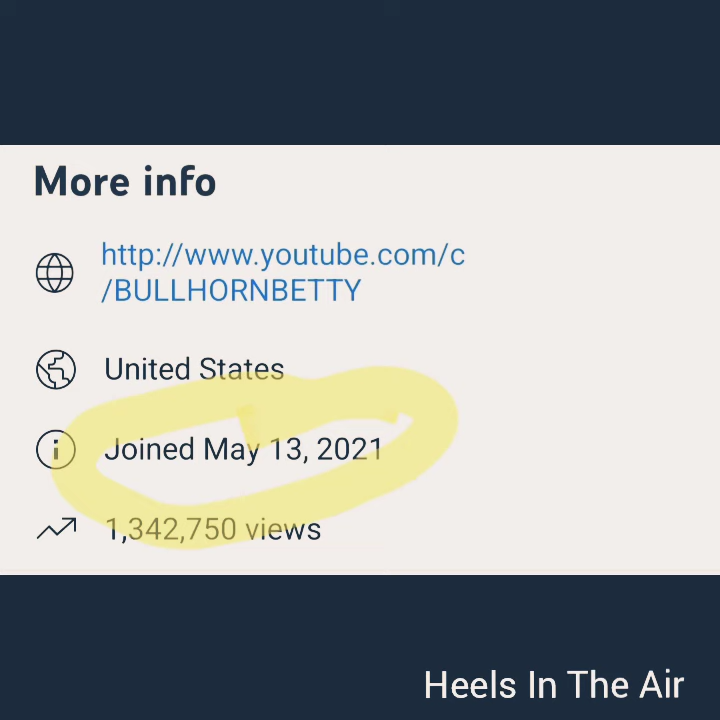 More info
http://www.youtube.com/c
/BULLHORNBETTY
United States
Joined May 13, 2021
1,342,750 views
Heels In The Air